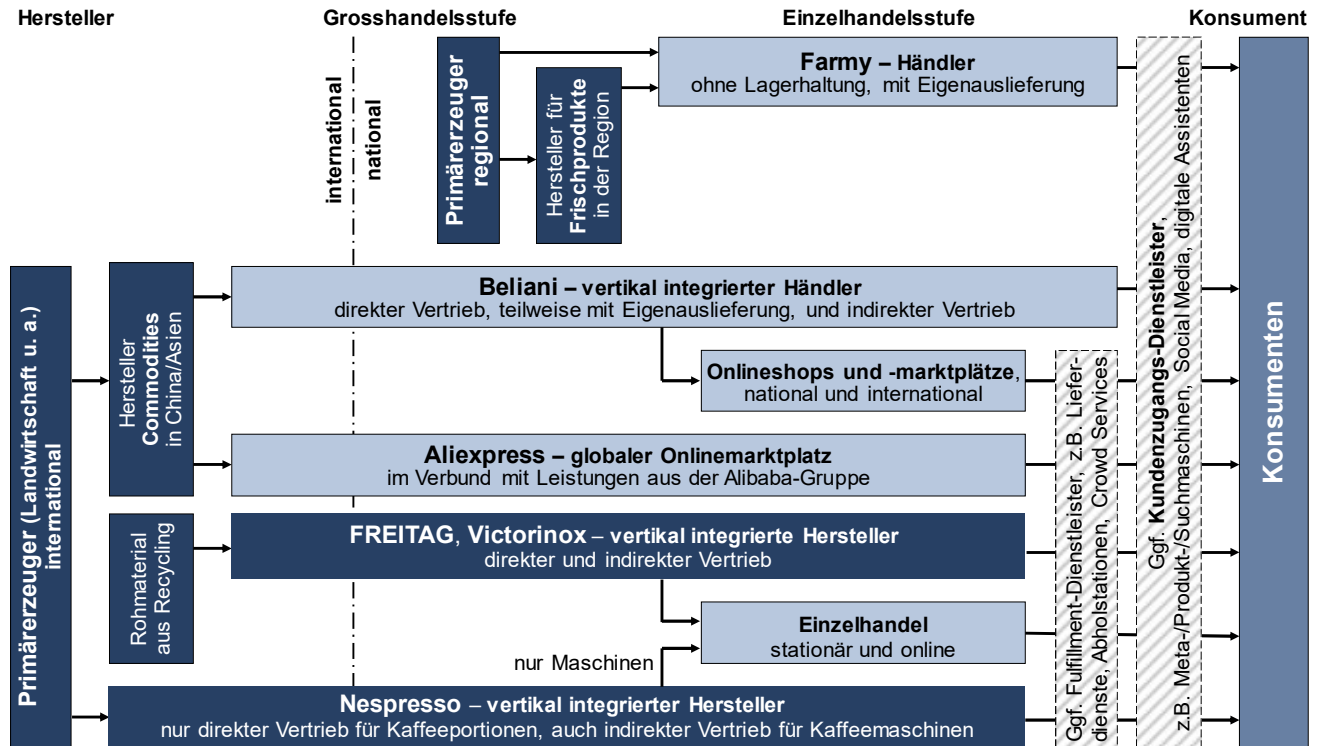 Hersteller
Grosshandelsstufe
Einzelhandelsstufe
Konsument
international
national
Primärerzeuger
regional
Hersteller für
Frischprodukte
in der Region
Farmy – Händler
ohne Lagerhaltung, mit Eigenauslieferung
Primärerzeuger (Landwirtschaft u. a.)
international
Hersteller
Commodities
in China/Asien
Beliani – vertikal integrierter Händler
direkter Vertrieb, teilweise mit Eigenauslieferung, und indirekter Vertrieb
Onlineshops und -marktplätze,
national und international
Aliexpress – globaler Onlinemarktplatz
im Verbund mit Leistungen aus der Alibaba-Gruppe
Rohmaterial
aus Recycling
FREITAG, Victorinox – vertikal integrierte Hersteller
direkter und indirekter Vertrieb
Einzelhandel
stationär und online
nur Maschinen
Nespresso – vertikal integrierter Hersteller
nur direkter Vertrieb für Kaffeeportionen, auch indirekter Vertrieb für Kaffeemaschinen
Ggf. Fulfillment-Dienstleister, z.B. Liefer-
dienste, Abholstationen, Crowd Services
Ggf. Kundenzugangs-Dienstleister,
z.B. Meta-/Produkt-/Suchmaschinen, Social Media, digitale Assistenten
Konsumenten